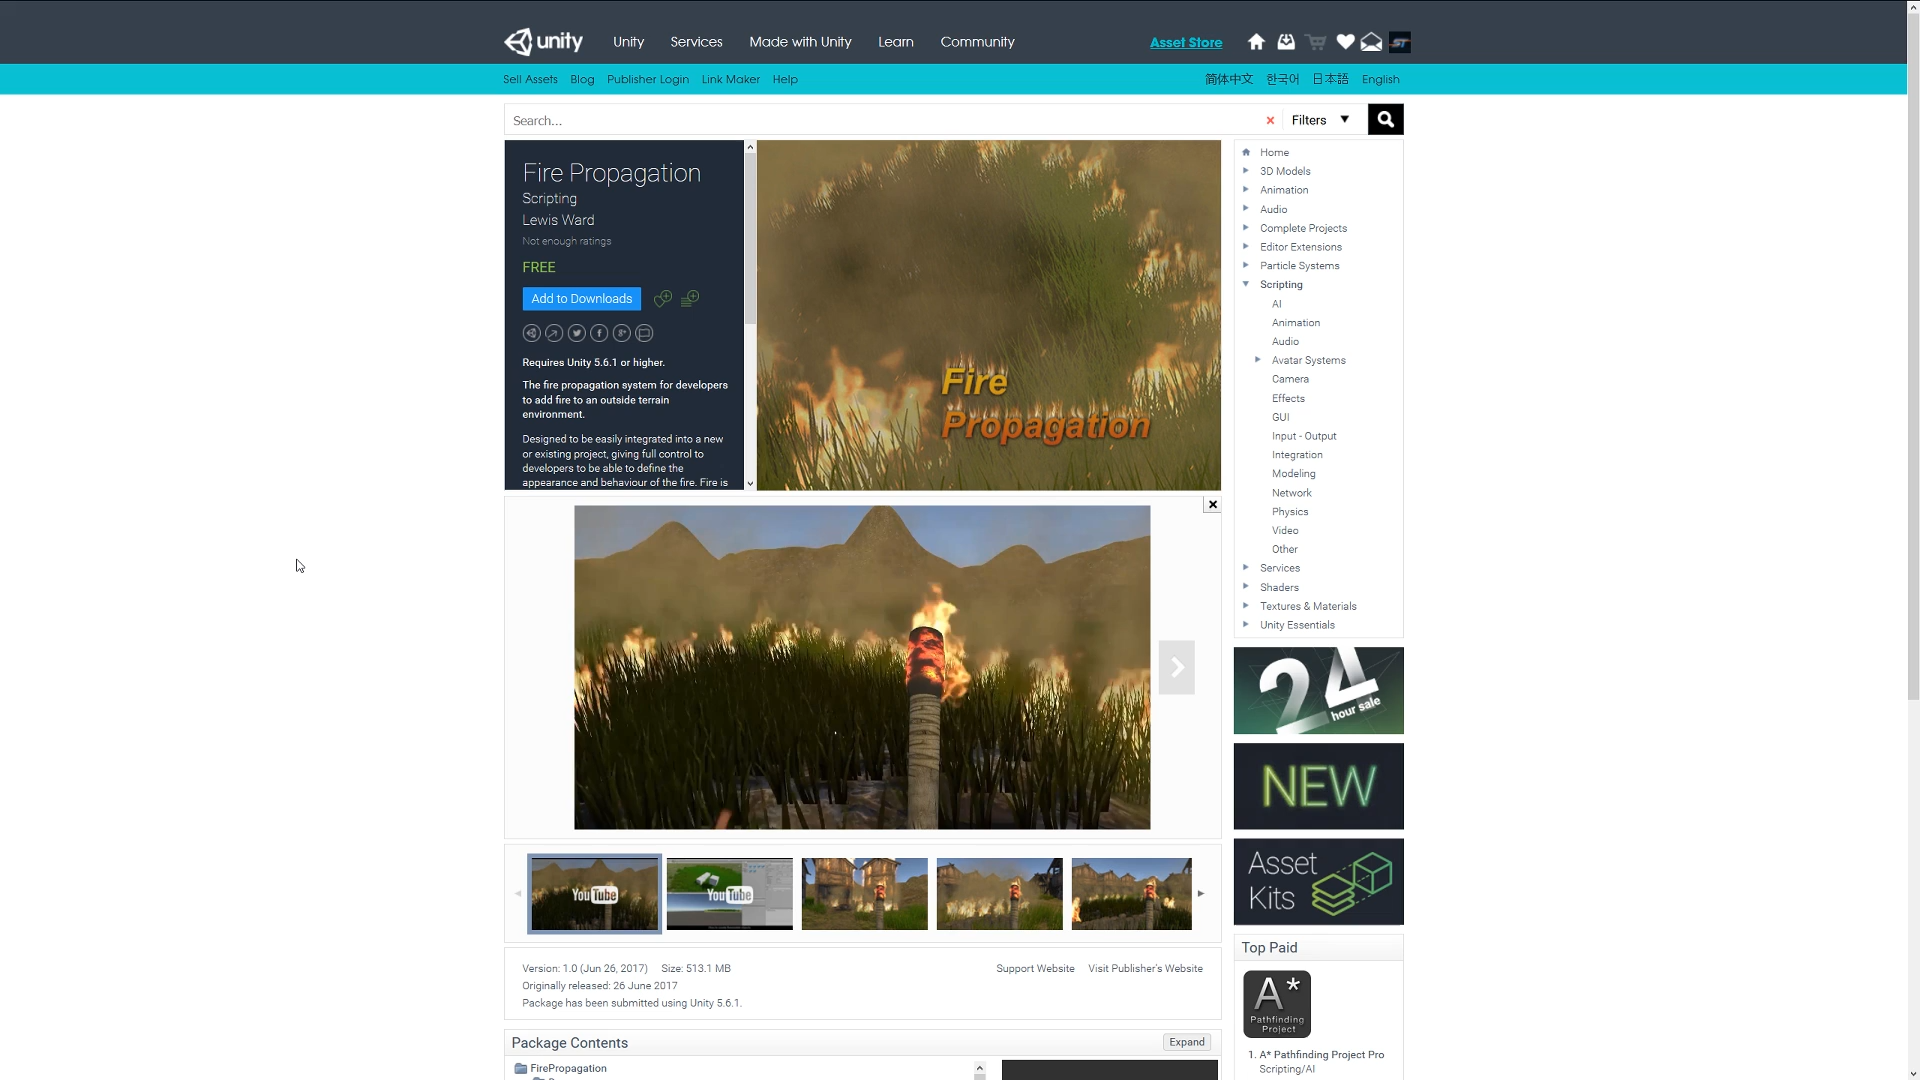 unity
Unity Services Made with Unity Learn Community
Asset Store
Sell Assets Blog Publisher Login Link Maker Help
简体中文 한국어 日本語 English
Search...
Filters
Fire Propagation
Scripting
Lewis Ward
Not enough ratings
FREE
Add to Downloads
Requires Unity 5.6.1 or higher.
The fire propagation system for developers
to add fire to an outside terrain
environment.
Designed to be easily integrated into a new
or existing project, giving full control to
developers to be able to define the
appearance and behaviour of the fire. Fire is
Fire
Propagation
Home
3D Models
Animation
Audio
Complete Projects
Editor Extensions
Particle Systems
Scripting
AI
Animation
Audio
Avatar Systems
Camera
Effects
GUI
Input - Output
Integration
Modeling
Network
Physics
Video
Other
Services
Shaders
Textures & Materials
Unity Essentials
24
hour sale
NEW
Asset
Kits
YouTube
YouTube
Version: 1.0 (Jun 26, 2017) Size: 513.1 MB
Support Website Visit Publisher's Website
Originally released: 26 June 2017
Package has been submitted using Unity 5.6.1.
Package Contents
Expand
FirePropagation
Top Paid
A*
Pathfinding
Project
1. A* Pathfinding Project Pro
Scripting/AI